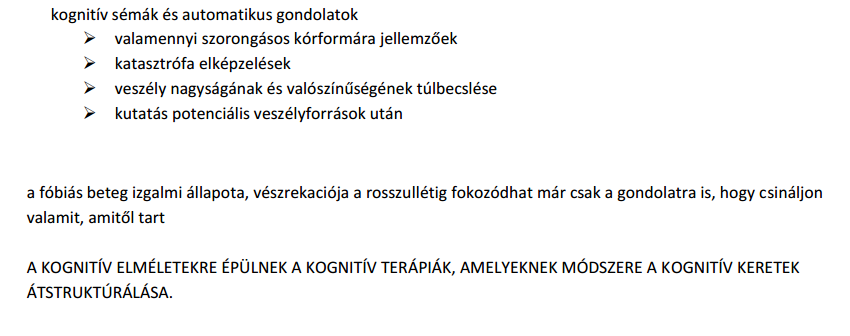 kognitív sémák és automatikus gondolatok
➢ valamennyi szorongásos kórformára jellemzőek
➢ katasztrófa elképzelések
➢ veszély nagyságának és valószínűségének túlbecslése
➢ kutatás potenciális veszélyforrások után
a fóbiás beteg izgalmi állapota, vészrekaciója a rosszullétig fokozódhat már csak a gondolatra is, hogy csináljon
valamit, amitől tart
A KOGNITÍV ELMÉLETEKRE ÉPÜLNEK A KOGNITÍV TERÁPIÁK, AMELYEKNEK MÓDSZERE A KOGNITÍV KERETEK
ÁTSTRUKTÚRÁLÁSA.